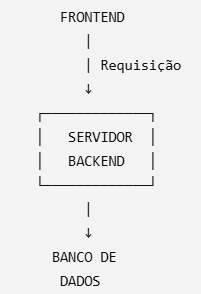 FRONTEND
Requisição
SERVIDOR
BACKEND
BANCO DE
DADOS